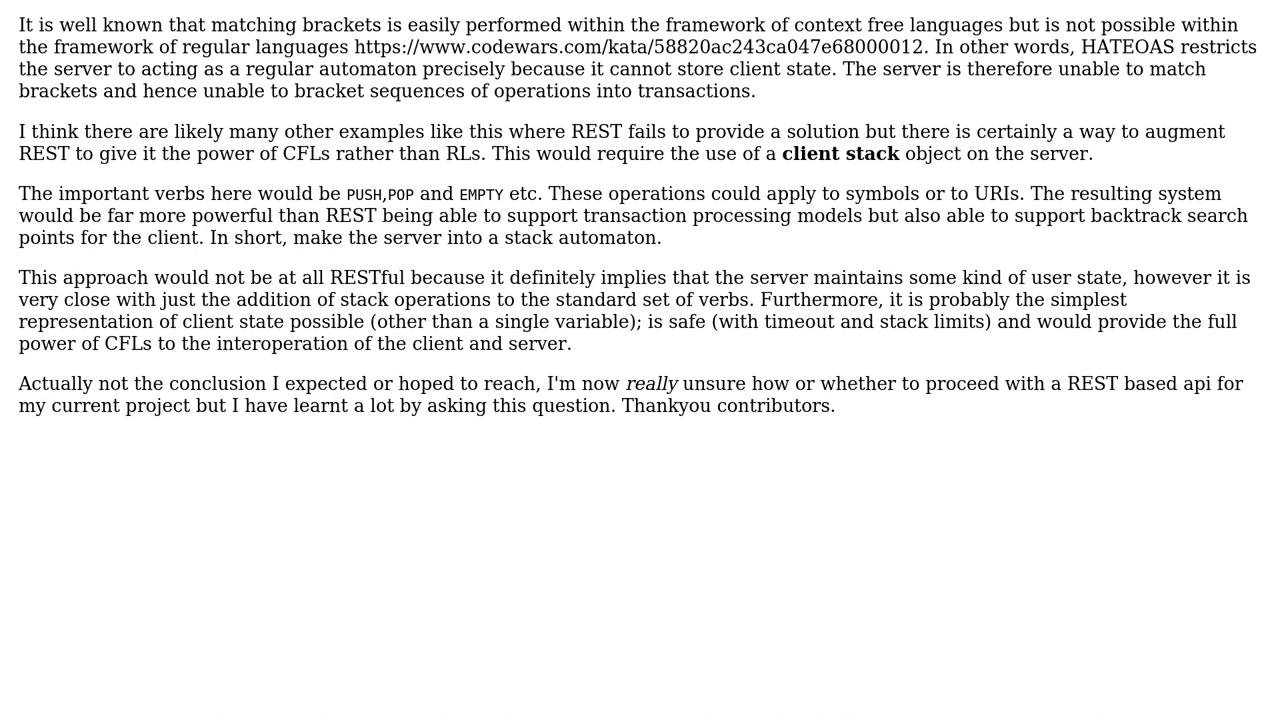 It is well known that matching brackets is easily performed within the framework of context free languages but is not possible within
the framework of regular languages https://www.codewars.com/kata/58820ac243ca047e68000012. In other words, HATEOAS restricts
the server to acting as a regular automaton precisely because it cannot store client state. The server is therefore unable to match
brackets and hence unable to bracket sequences of operations into transactions.
I think there are likely many other examples like this where REST fails to provide a solution but there is certainly a way to augment
REST to give it the power of CFLs rather than RLs. This would require the use of a client stack object on the server.
The important verbs here would be PUSH,POP and EMPTY etc. These operations could apply to symbols or to URIs. The resulting system
would be far more powerful than REST being able to support transaction processing models but also able to support backtrack search
points for the client. In short, make the server into a stack automaton.
This approach would not be at all RESTful because it definitely implies that the server maintains some kind of user state, however it is
very close with just the addition of stack operations to the standard set of verbs. Furthermore, it is probably the simplest
representation of client state possible (other than a single variable); is safe (with timeout and stack limits) and would provide the full
power of CFLs to the interoperation of the client and server.
Actually not the conclusion I expected or hoped to reach, I'm now really unsure how or whether to proceed with a REST based api for
my current project but I have learnt a lot by asking this question. Thankyou contributors.